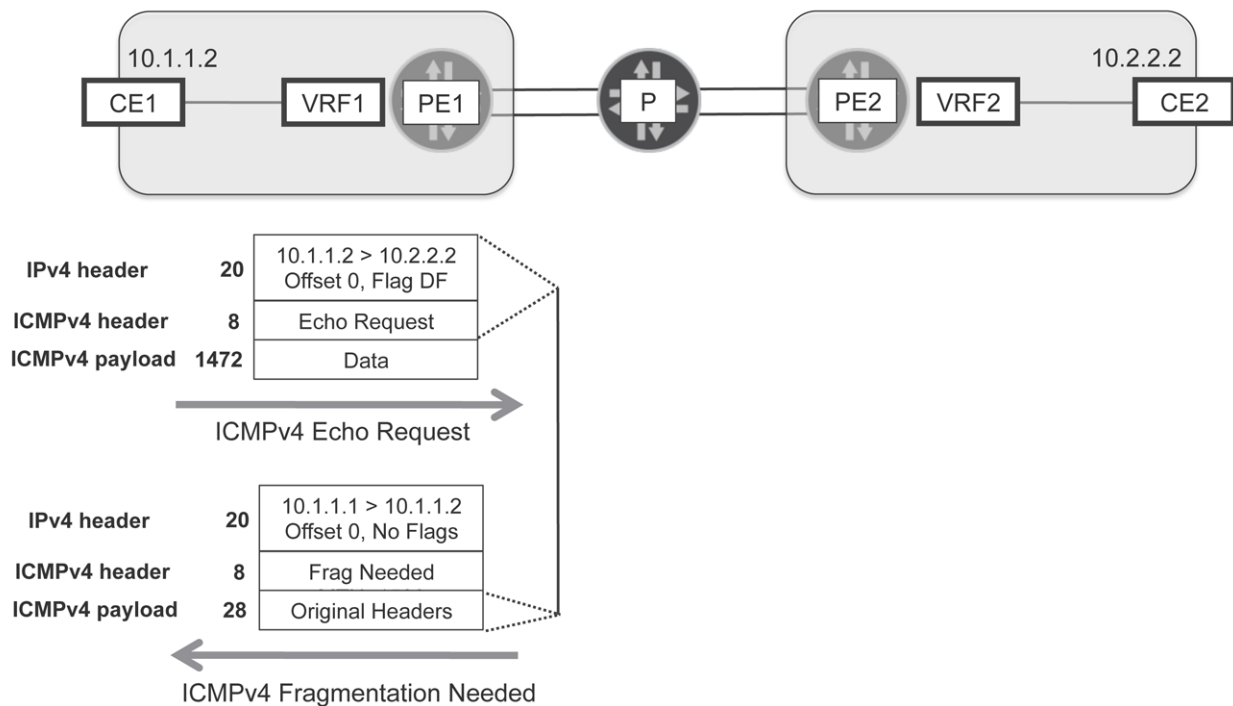 10.1.1.2
10.2.2.2
CE1
VRF1
PE1
P
PE2
VRF2
CE2
IPv4 header 20 10.1.1.2 > 10.2.2.2
Offset 0, Flag DF
ICMPv4 header 8 Echo Request
ICMPv4 payload 1472 Data
ICMPv4 Echo Request
IPv4 header 20 10.1.1.1 > 10.1.1.2
Offset 0, No Flags
ICMPv4 header 8 Frag Needed
ICMPv4 payload 28 Original Headers
ICMPv4 Fragmentation Needed